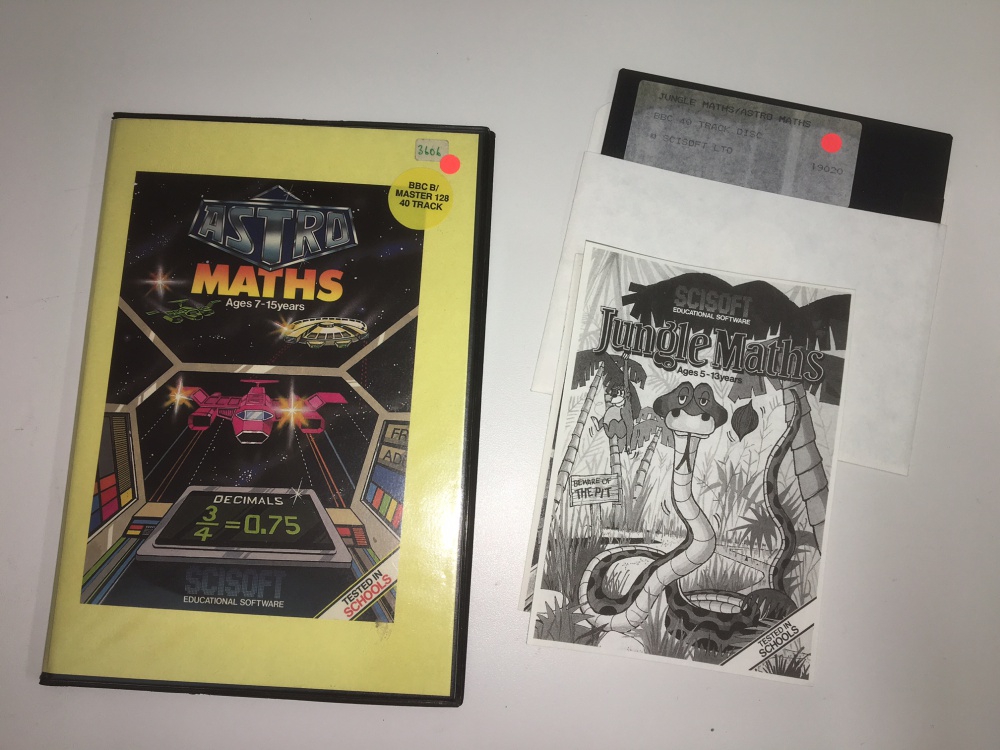 3606
BBC B/
MASTER 128
40 TRACK
ASTRO
MATHS
Ages 7-15years
FR
AD
DECIMALS
3/4 = 0.75
SCISOFT
EDUCATIONAL SOFTWARE
TESTED IN
SCHOOLS
JUNGLE MATHS/ASTRO MATHS
BBC 40 TRACK DISC
SCISOFT LTD
19020
SCISOFT
EDUCATIONAL SOFTWARE
Jungle Maths
Ages 5-13years
BEWARE OF
THE PIT
TESTED IN
SCHOOLS